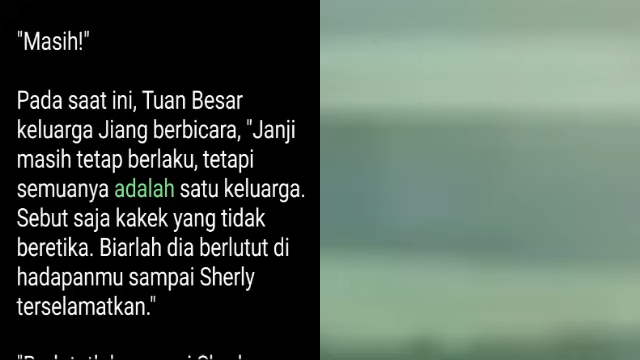 "Masih!"
Pada saat ini, Tuan Besar
keluarga Jiang berbicara, "Janji
masih tetap berlaku, tetapi
semuanya adalah satu keluarga.
Sebut saja kakek yang tidak
beretika. Biarlah dia berlutut di
hadapanmu sampai Sherly
terselamatkan."